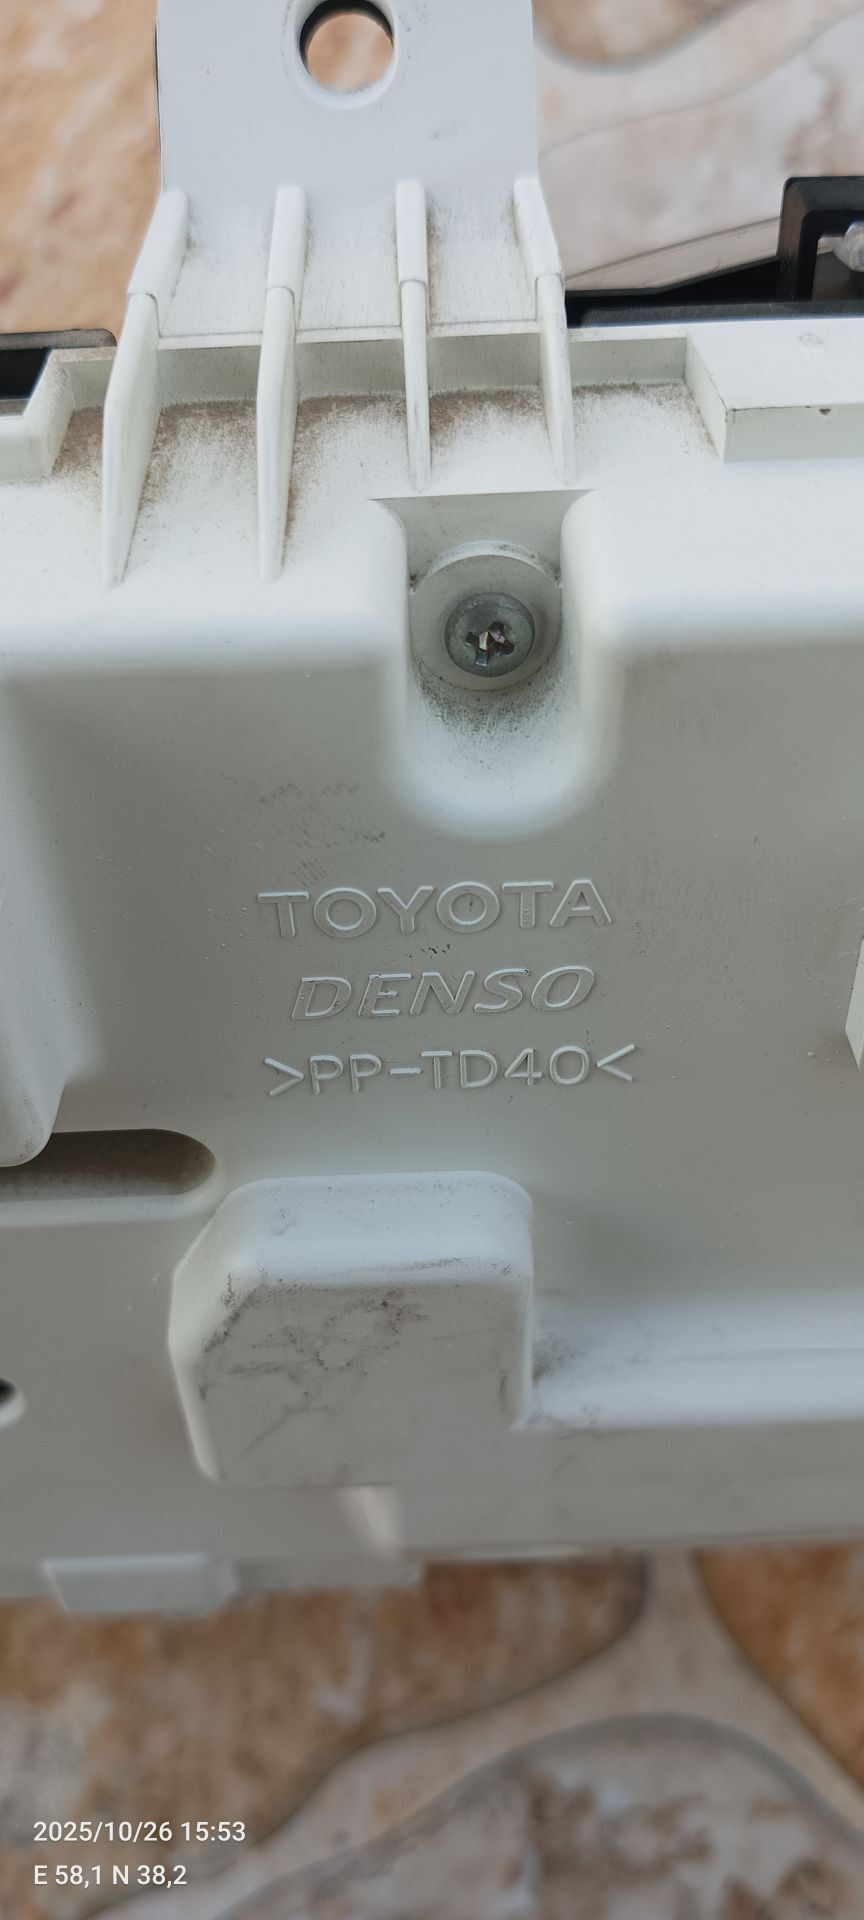 TOYOTA
DENSO
>PP-TD40<
2025/10/26 15:53
E 58,1 N 38,2